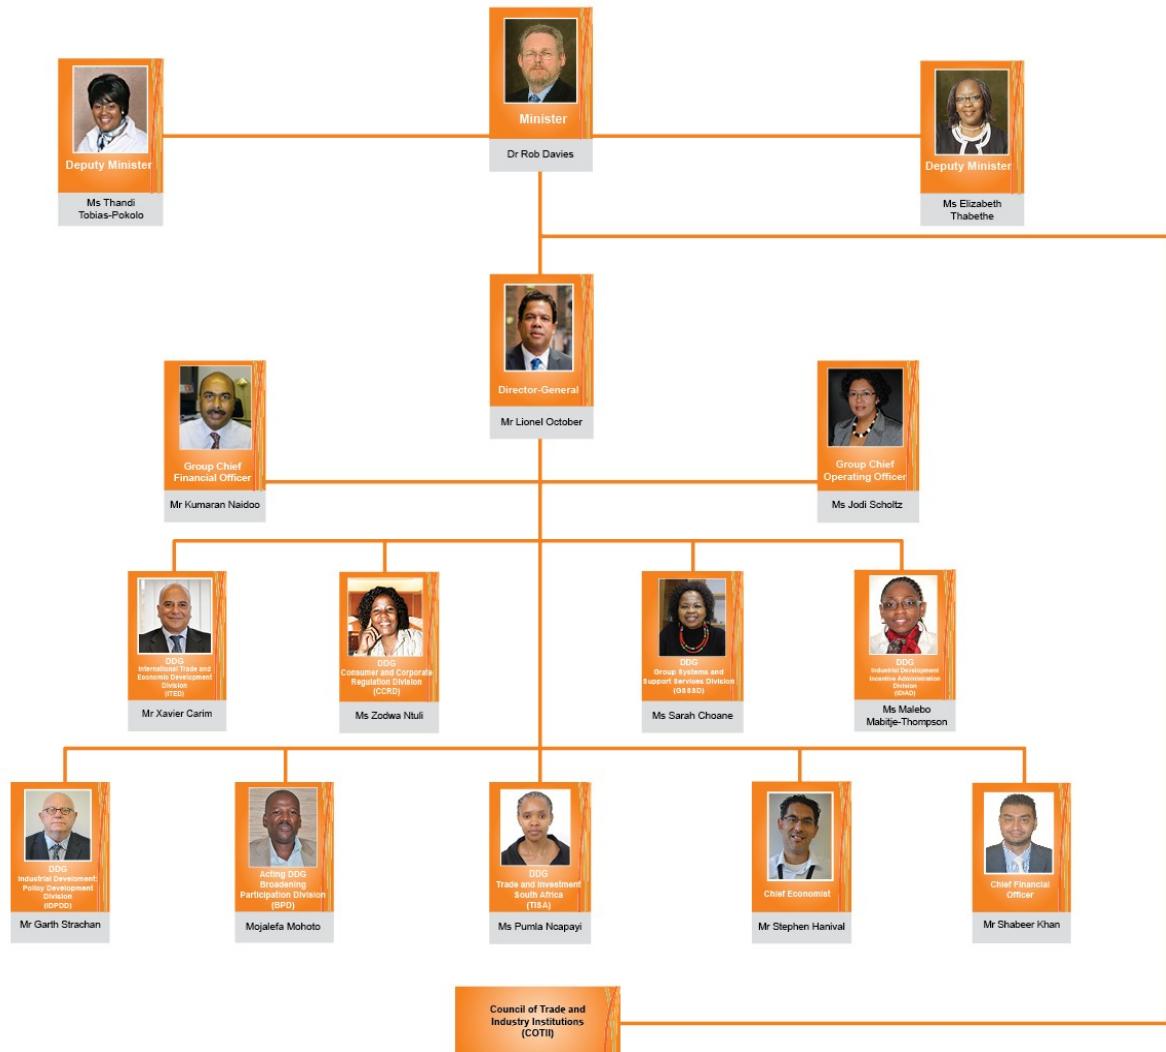 Minister
Dr Rob Davies
Deputy Minister
Ms Thandi
Tobias-Pokolo
Deputy Minister
Ms Elizabeth
Thabethe
Director-General
Mr Lionel October
Group Chief
Financial Officer
Mr Kumaran Naidoo
Group Chief
Operating Officer
Ms Jodi Scholtz
DDG
International Trade and
Economic Development
Division
(ITED)
Mr Xavier Carim
DDG
Consumer and Corporate
Regulation Division
(CCRD)
Ms Zodwa Ntuli
DDG
Group Systems and
Support Services Division
(GSSSD)
Ms Sarah Choane
DDG
Industrial Development
Incentive Administration
Division
(IDIAD)
Ms Malebo
Mabitje-Thompson
DDG
Industrial Develoment:
Policy Development
Division
(IDPDD)
Mr Garth Strachan
Acting DDG
Broadening
Participation Division
(BPD)
Mojalefa Mohoto
DDG
Trade and Investment
South Africa
(TISA)
Ms Pumla Ncapayi
Chief Economist
Mr Stephen Hanival
Chief Financial
Officer
Mr Shabeer Khan
Council of Trade and
Industry Institutions
(COTII)